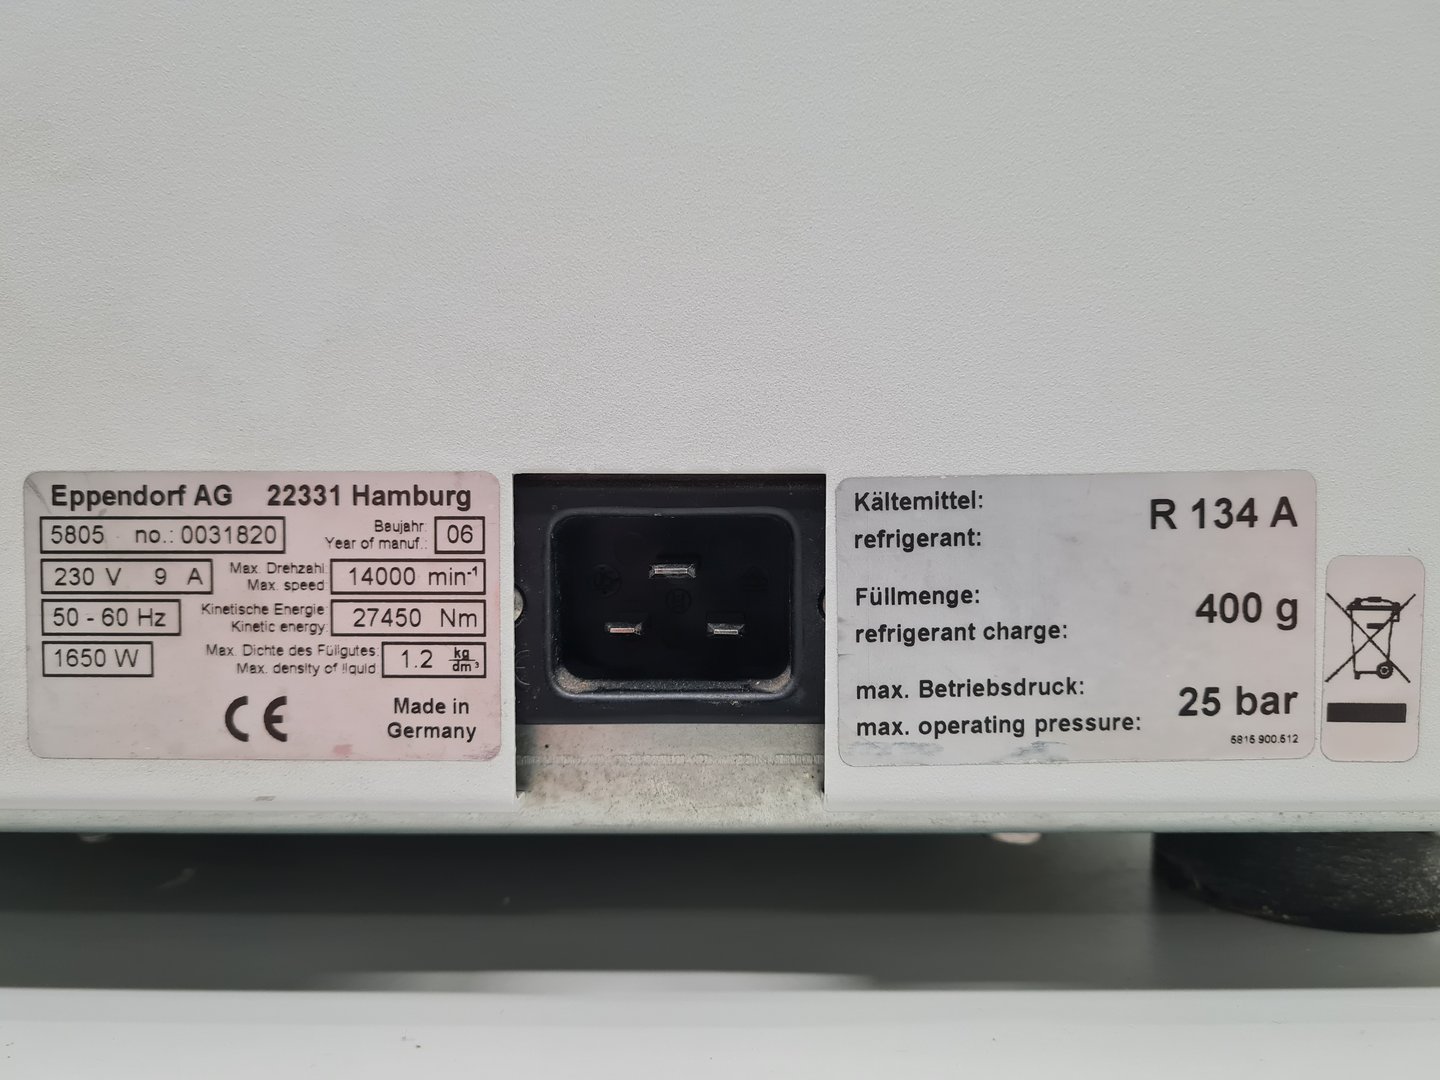 Eppendorf AG 22331 Hamburg
5805 no.: 0031820
Baujahr:
Year of manuf.:
06
230 V 9 A
Max. Drehzahl:
Max. speed:
14000 min⁻¹
50 - 60 Hz
Kinetische Energie:
Kinetic energy:
27450 Nm
1650 W
Max. Dichte des Füllgutes:
Max. density of liquid
1.2 kg/dm³
CE
Made in
Germany
Kältemittel:
refrigerant:
R 134 A
Füllmenge:
refrigerant charge:
400 g
max. Betriebsdruck:
max. operating pressure:
25 bar
5815.900.512